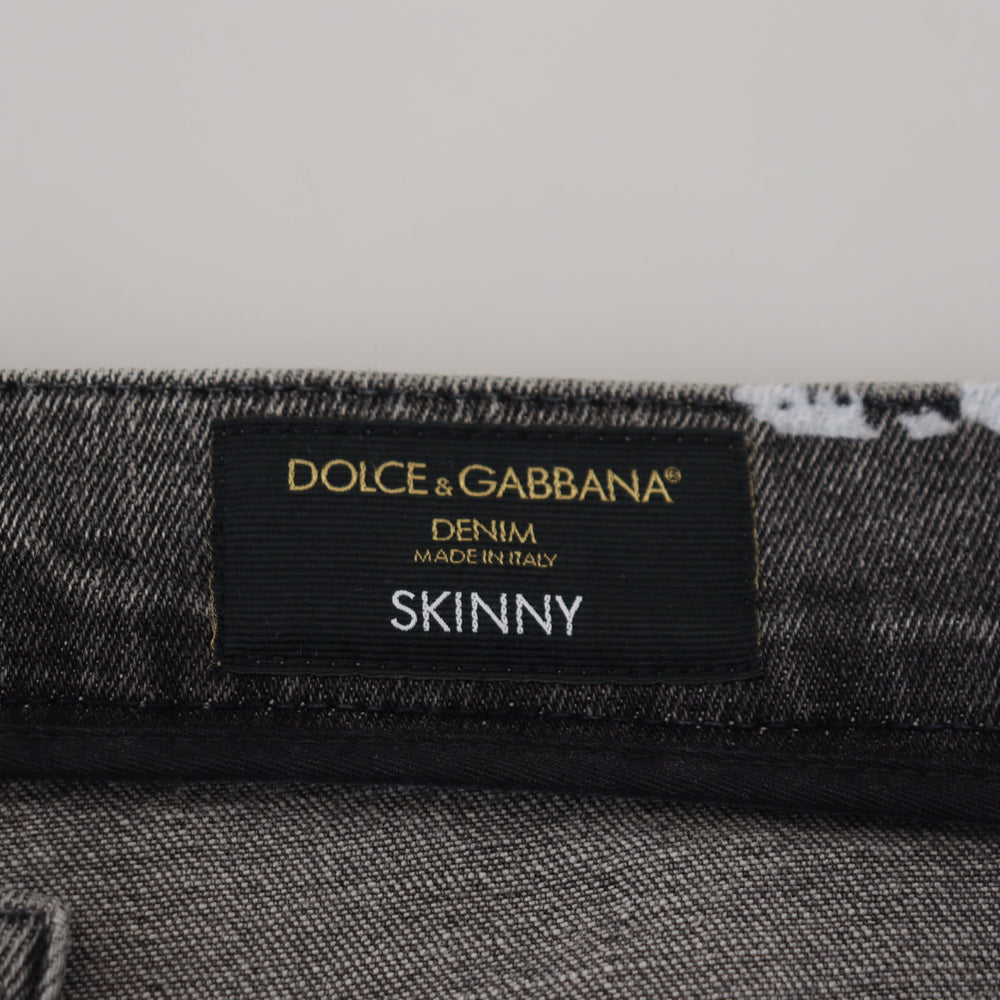 DOLCE & GABBANA
DENIM
MADE IN ITALY
SKINNY